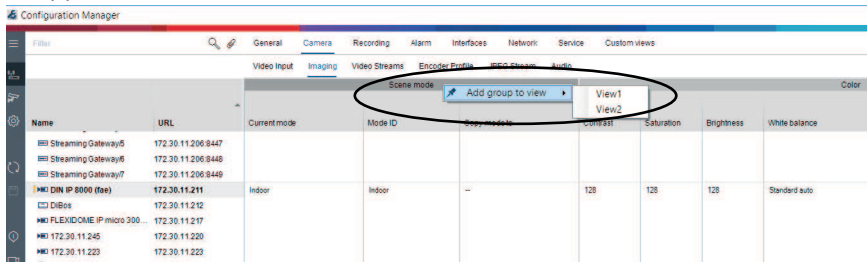 Configuration Manager
Filter General Camera Recording Alarm Interfaces Network Service Custom views
Video Input Imaging Video Streams Encoder Profile JPEG Stream Audio
Scene mode Color
Add group to view View1
View2
Name URL Current mode Mode ID Copy mode to Contrast Saturation Brightness White balance
Streaming Gateway/5 172.30.11.206:8447
Streaming Gateway/6 172.30.11.206:8448
Streaming Gateway/7 172.30.11.206:8449
DIN IP 8000 (fae) 172.30.11.211 Indoor Indoor -- 128 128 128 Standard auto
DiBos 172.30.11.212
FLEXIDOME IP micro 300... 172.30.11.217
172.30.11.245 172.30.11.220
172.30.11.223 172.30.11.223